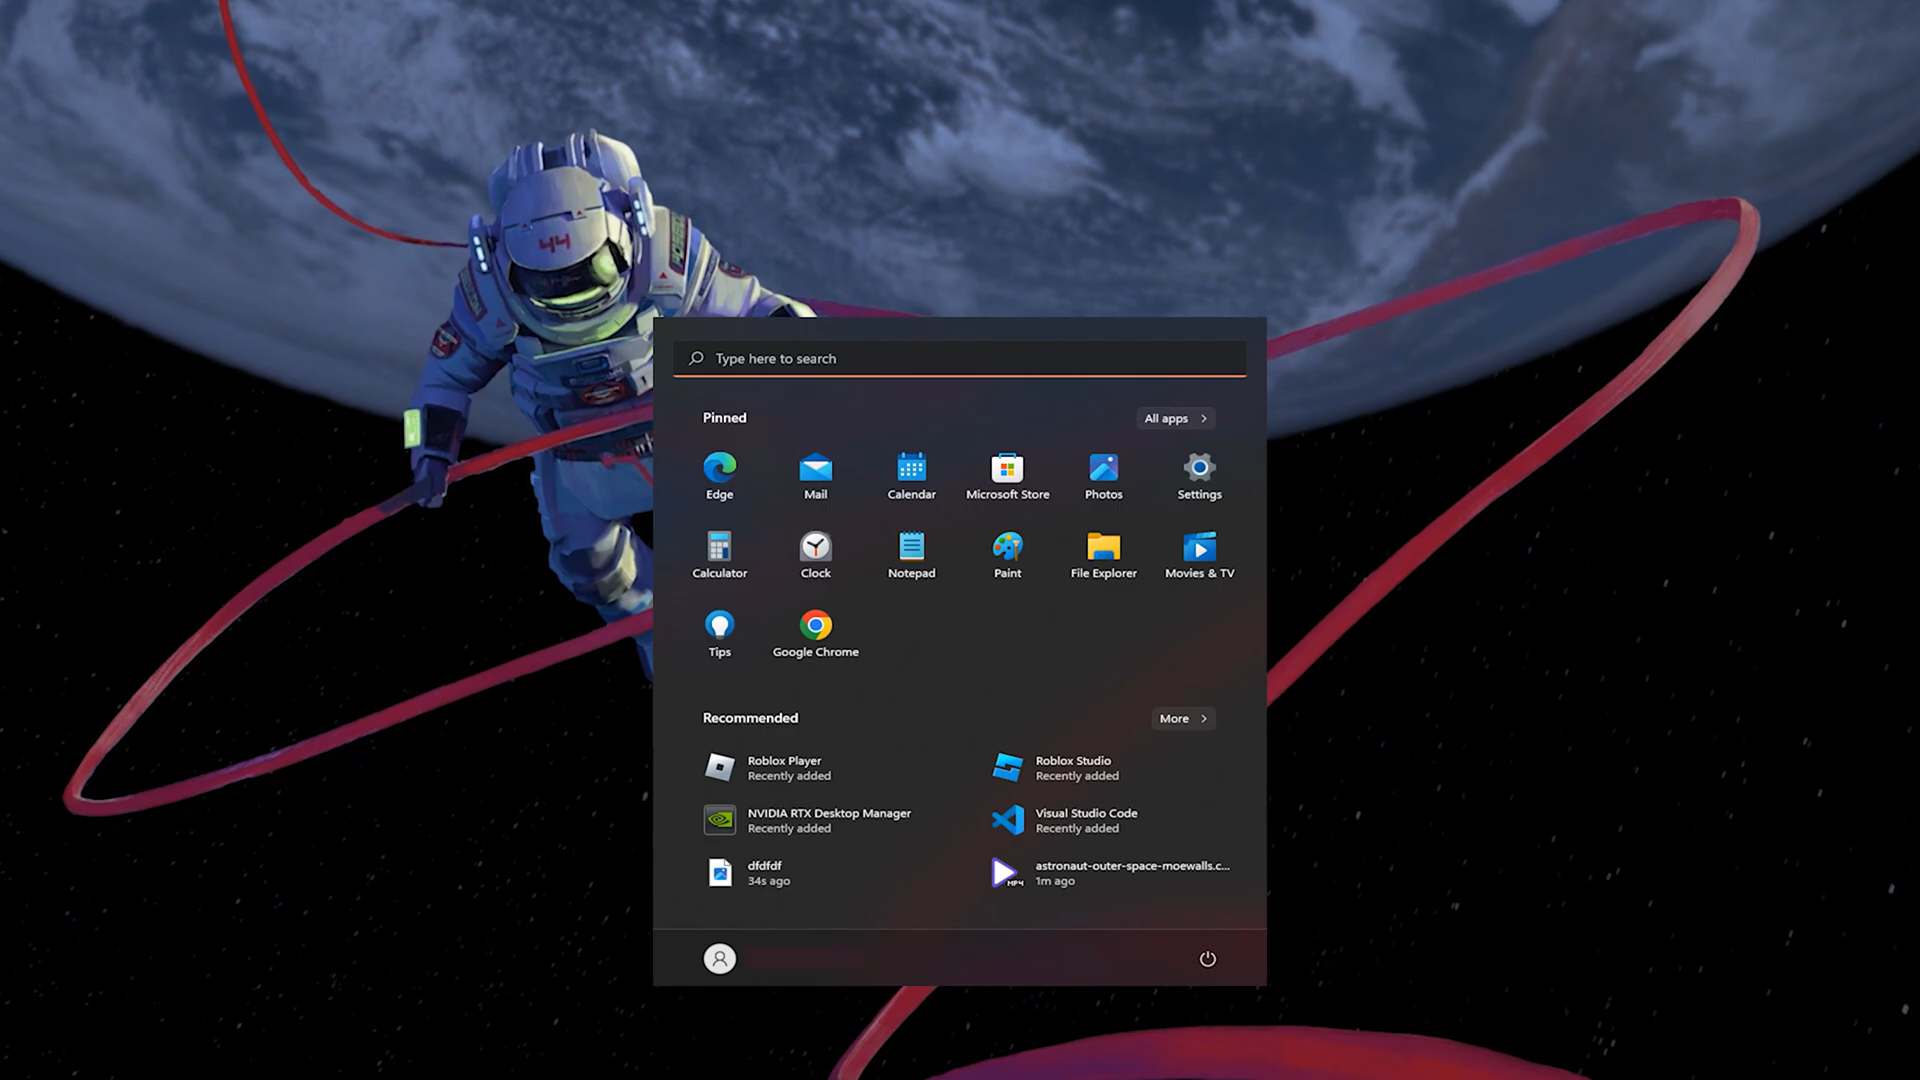 44
Type here to search
Pinned
All apps
Edge
Mail
Calendar
Microsoft Store
Photos
Settings
Calculator
Clock
Notepad
Paint
File Explorer
Movies & TV
Tips
Google Chrome
Recommended
More
Roblox Player
Recently added
Roblox Studio
Recently added
NVIDIA RTX Desktop Manager
Recently added
Visual Studio Code
Recently added
dfdfdf
34s ago
MP4
astronaut-outer-space-moewalls.c...
1m ago